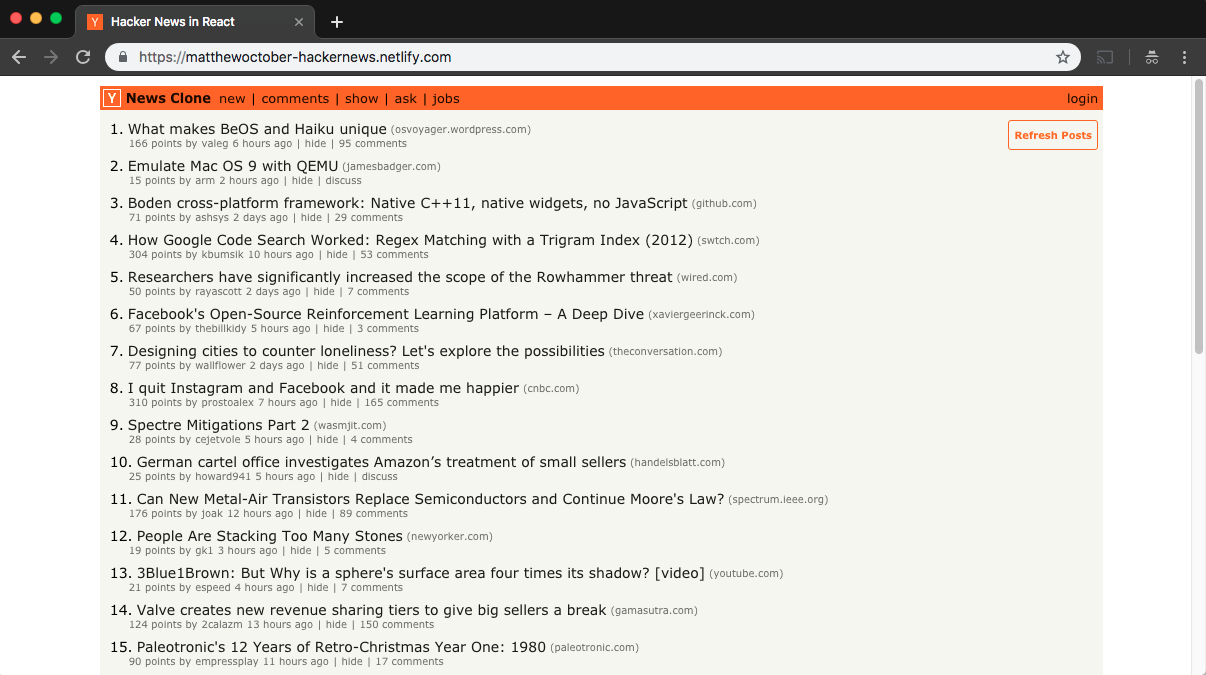 Y Hacker News in React
https://matthewoctober-hackernews.netlify.com
Y News Clone new | comments | show | ask | jobs login
Refresh Posts
1. What makes BeOS and Haiku unique (osvoyager.wordpress.com)
166 points by valeg 6 hours ago | hide | 95 comments
2. Emulate Mac OS 9 with QEMU (jamesbadger.com)
15 points by arm 2 hours ago | hide | discuss
3. Boden cross-platform framework: Native C++11, native widgets, no JavaScript (github.com)
71 points by ashsys 2 days ago | hide | 29 comments
4. How Google Code Search Worked: Regex Matching with a Trigram Index (2012) (swtch.com)
304 points by kbumsik 10 hours ago | hide | 53 comments
5. Researchers have significantly increased the scope of the Rowhammer threat (wired.com)
50 points by rayascott 2 days ago | hide | 7 comments
6. Facebook's Open-Source Reinforcement Learning Platform – A Deep Dive (xaviergeerinck.com)
67 points by thebillkidy 5 hours ago | hide | 3 comments
7. Designing cities to counter loneliness? Let's explore the possibilities (theconversation.com)
77 points by wallflower 2 days ago | hide | 51 comments
8. I quit Instagram and Facebook and it made me happier (cnbc.com)
310 points by prostoalex 7 hours ago | hide | 165 comments
9. Spectre Mitigations Part 2 (wasmjit.com)
28 points by cejetvole 5 hours ago | hide | 4 comments
10. German cartel office investigates Amazon’s treatment of small sellers (handelsblatt.com)
25 points by howard941 5 hours ago | hide | discuss
11. Can New Metal-Air Transistors Replace Semiconductors and Continue Moore's Law? (spectrum.ieee.org)
176 points by joak 12 hours ago | hide | 89 comments
12. People Are Stacking Too Many Stones (newyorker.com)
19 points by gk1 3 hours ago | hide | 5 comments
13. 3Blue1Brown: But Why is a sphere's surface area four times its shadow? [video] (youtube.com)
21 points by espeed 4 hours ago | hide | 7 comments
14. Valve creates new revenue sharing tiers to give big sellers a break (gamasutra.com)
124 points by 2calazm 13 hours ago | hide | 150 comments
15. Paleotronic's 12 Years of Retro-Christmas Year One: 1980 (paleotronic.com)
90 points by empressplay 11 hours ago | hide | 17 comments